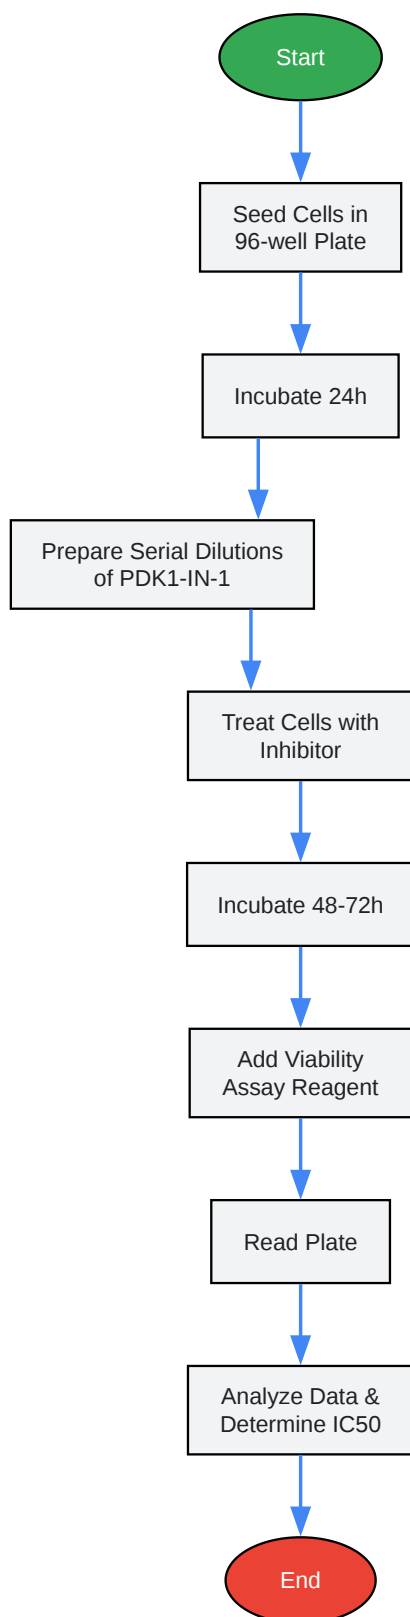 Start
Seed Cells in
96-well Plate
Incubate 24h
Prepare Serial Dilutions
of PDK1-IN-1
Treat Cells with
Inhibitor
Incubate 48-72h
Add Viability
Assay Reagent
Read Plate
Analyze Data &
Determine IC50
End